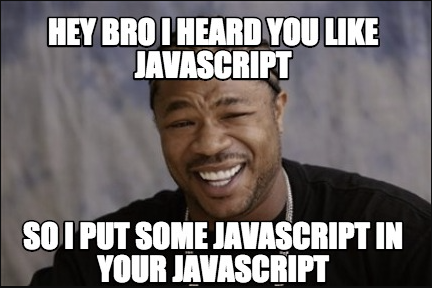 HEY BRO I HEARD YOU LIKE
JAVASCRIPT
SO I PUT SOME JAVASCRIPT IN
YOUR JAVASCRIPT